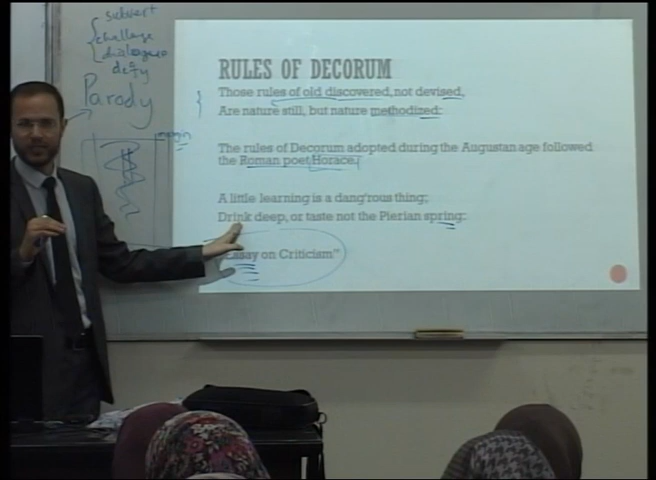 subvert
challenge
dialogue
defy
Parody
margin
RULES OF DECORUM
Those rules of old discovered, not devised,
Are nature still, but nature methodized:
The rules of Decorum adopted during the Augustan age followed
the Roman poet Horace.
A little learning is a dang'rous thing;
Drink deep, or taste not the Pierian spring:
Essay on Criticism"